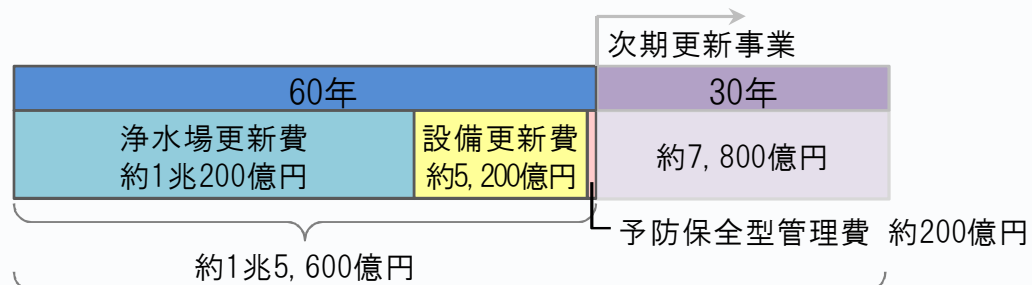 次期更新事業
60年
30年
浄水場更新費
約1兆200億円
設備更新費
約5,200億円
約7,800億円
予防保全型管理費 約200億円
約1兆5,600億円